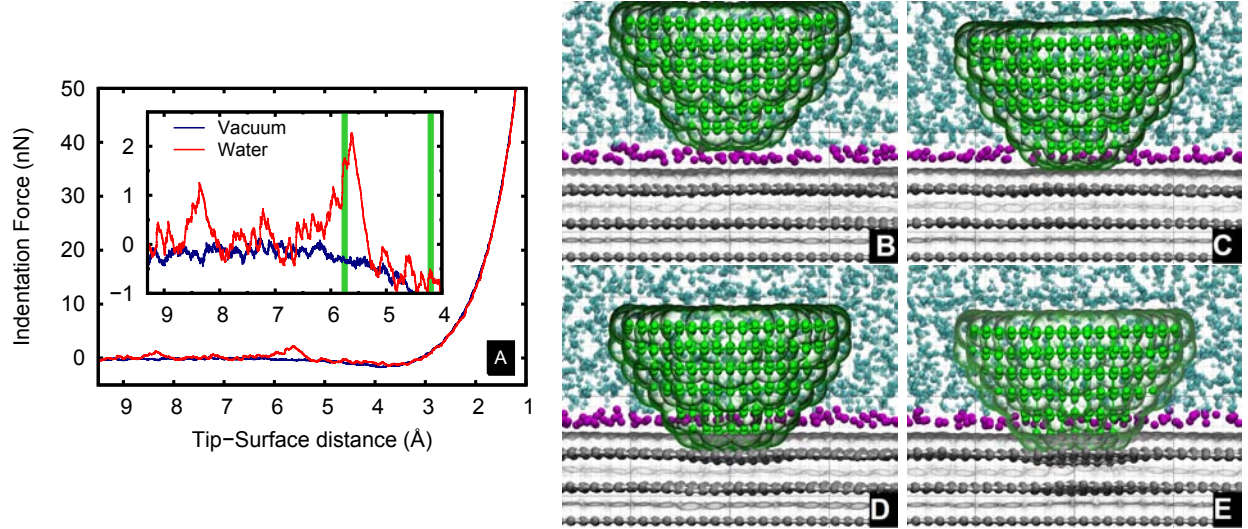 Indentation Force (nN)
50
40
30
20
10
0
Vacuum
Water
2
1
0
−1
9 8 7 6 5 4
A
9 8 7 6 5 4 3 2 1
Tip−Surface distance (Å)
B
C
D
E